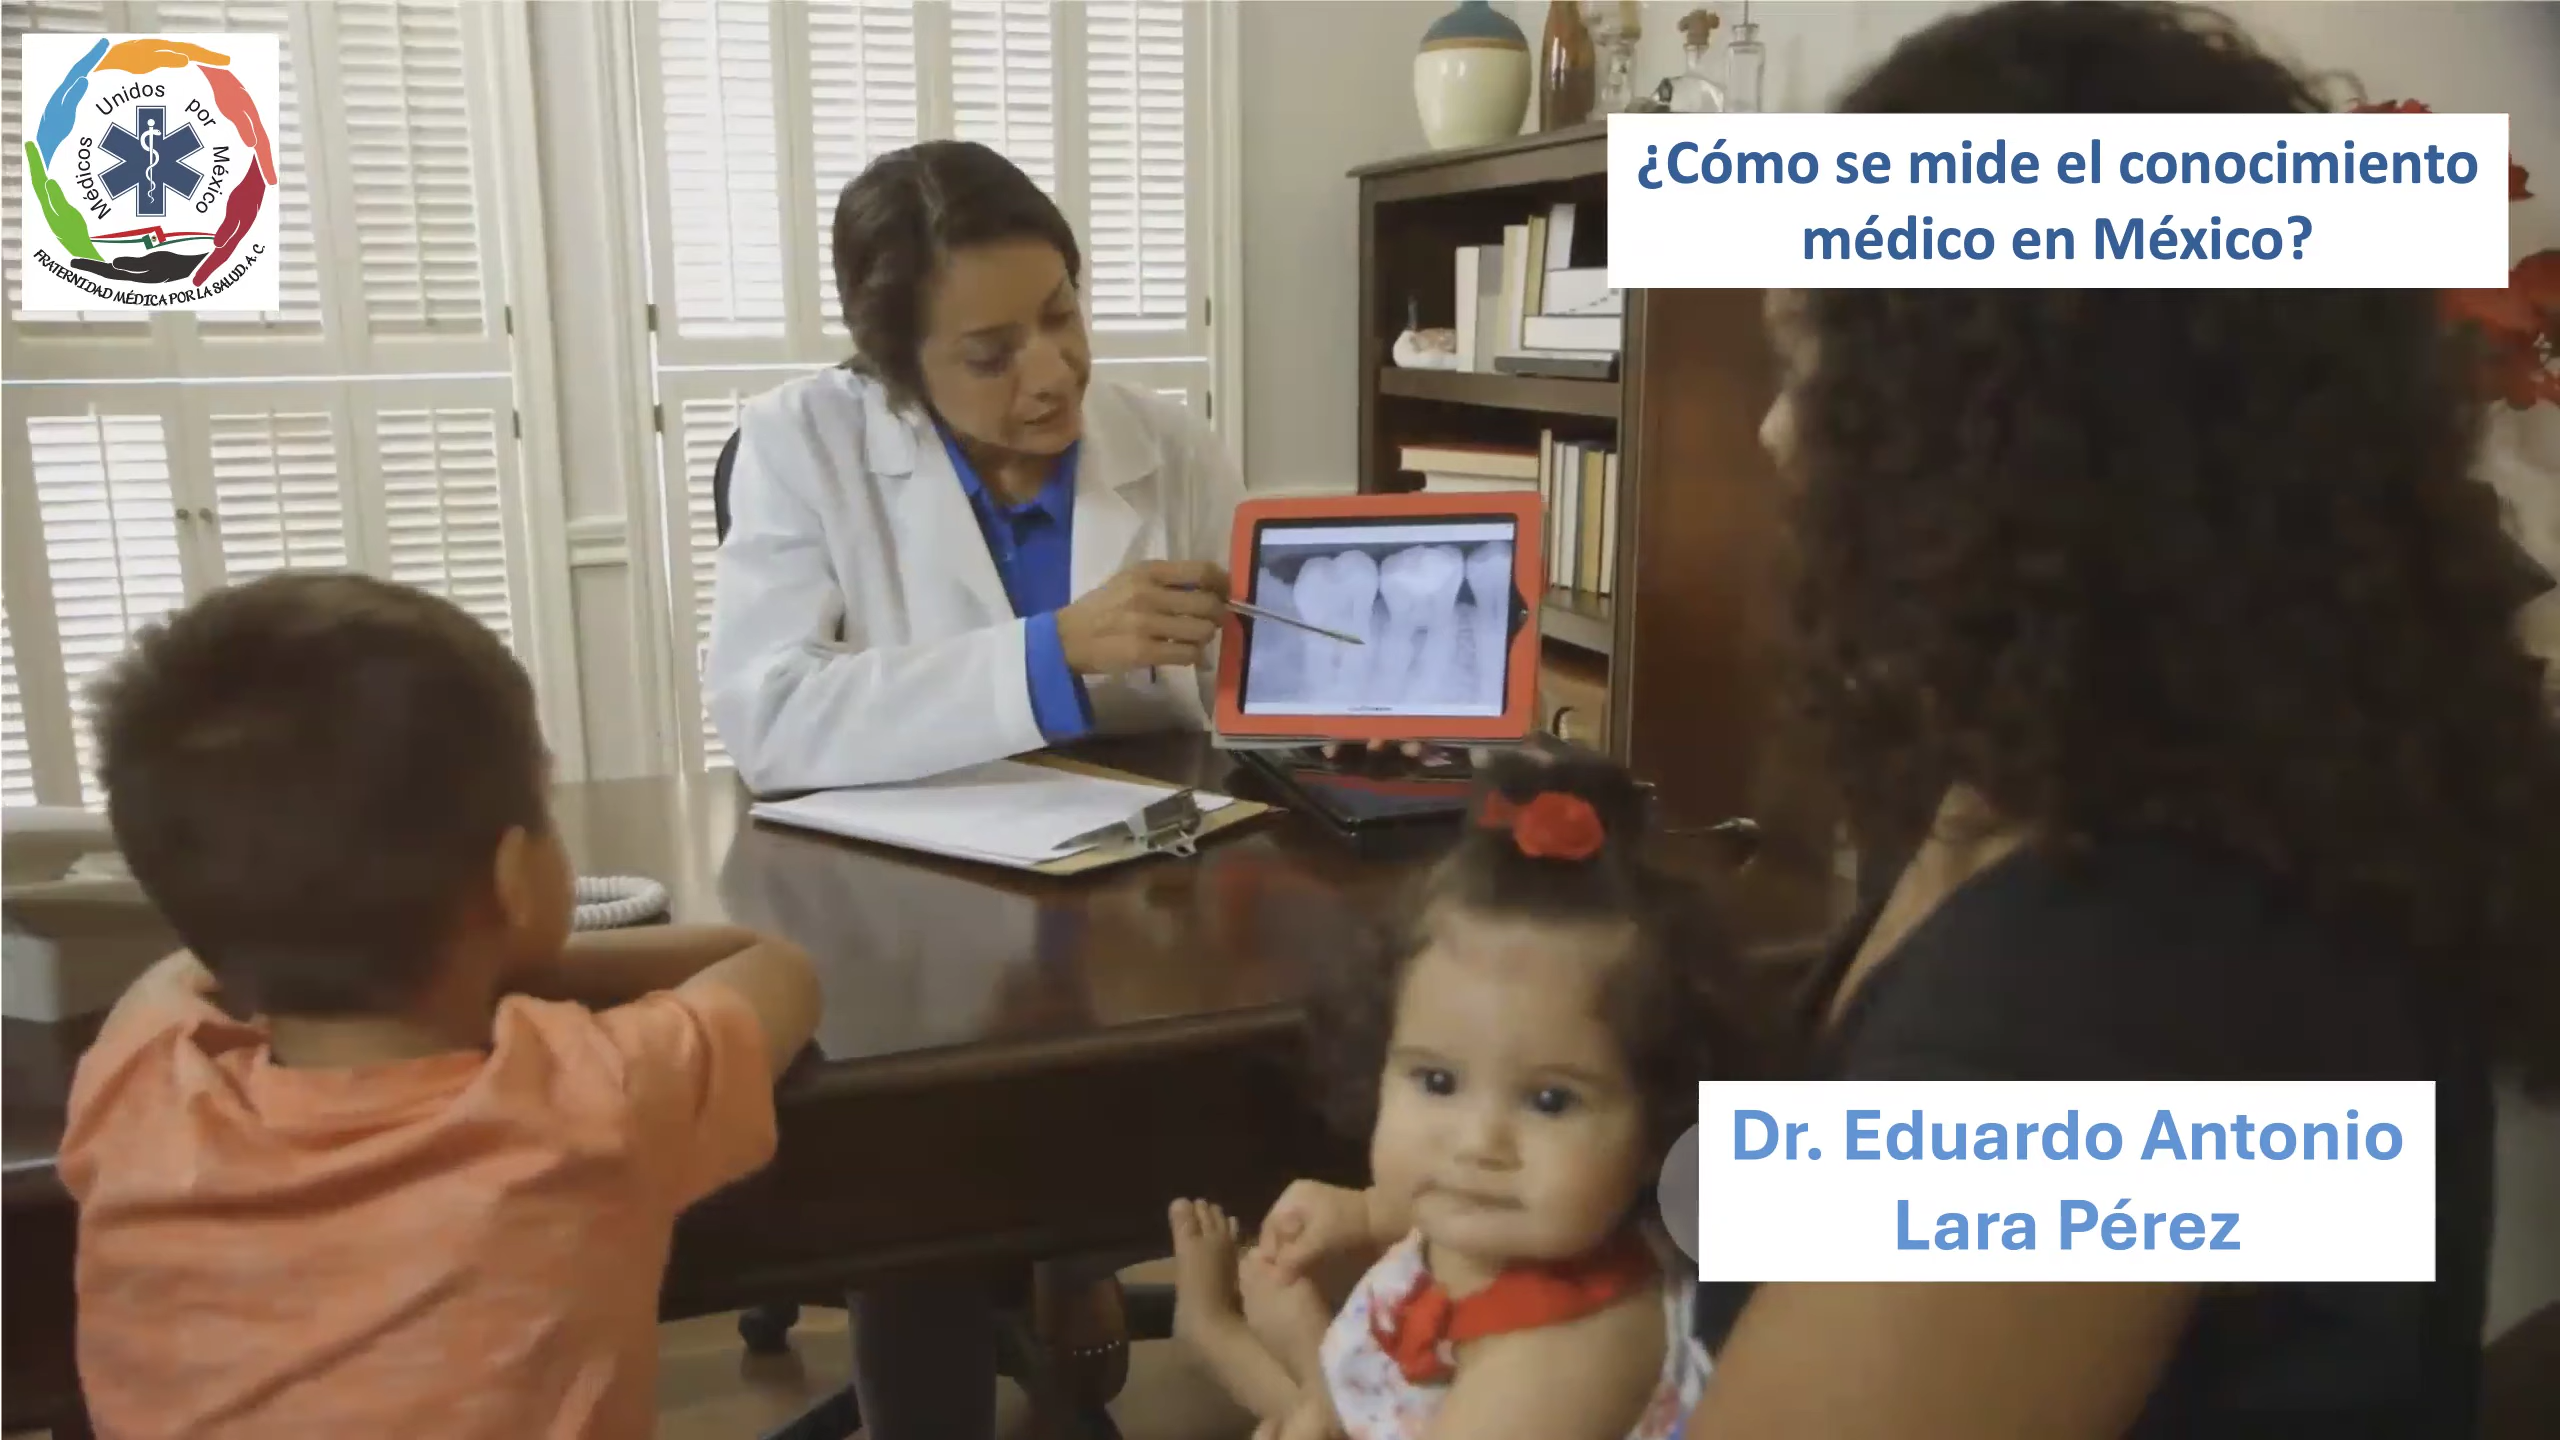 Médicos Unidos por México
FRATERNIDAD MÉDICA POR LA SALUD, A. C.
¿Cómo se mide el conocimiento
médico en México?
Dr. Eduardo Antonio
Lara Pérez